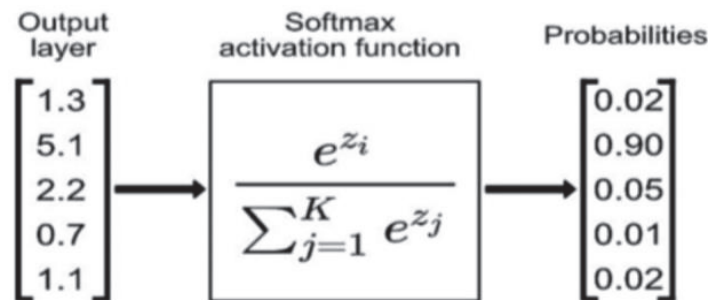 Output
layer
Softmax
activation function
Probabilities
1.3
5.1
2.2
0.7
1.1
e^{z_i}
\sum_{j=1}^{K} e^{z_j}
0.02
0.90
0.05
0.01
0.02